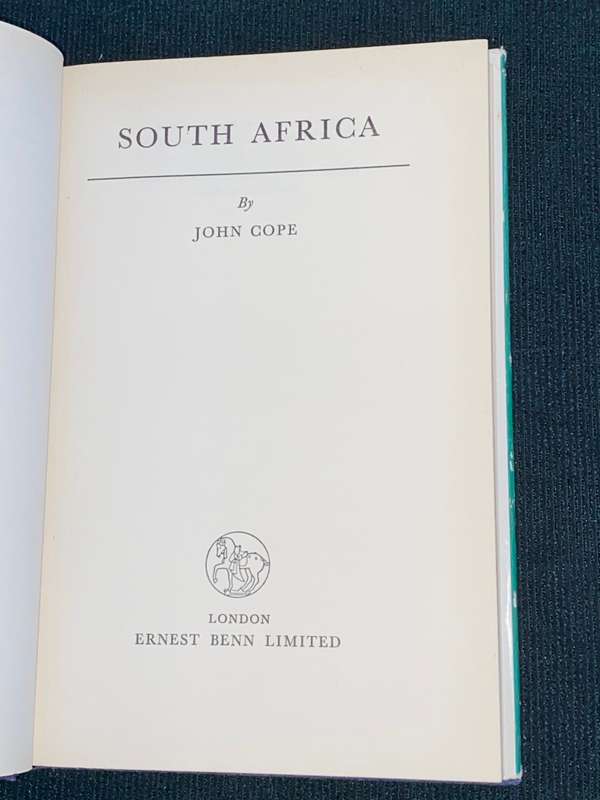 SOUTH AFRICA
By
JOHN COPE
LONDON
ERNEST BENN LIMITED